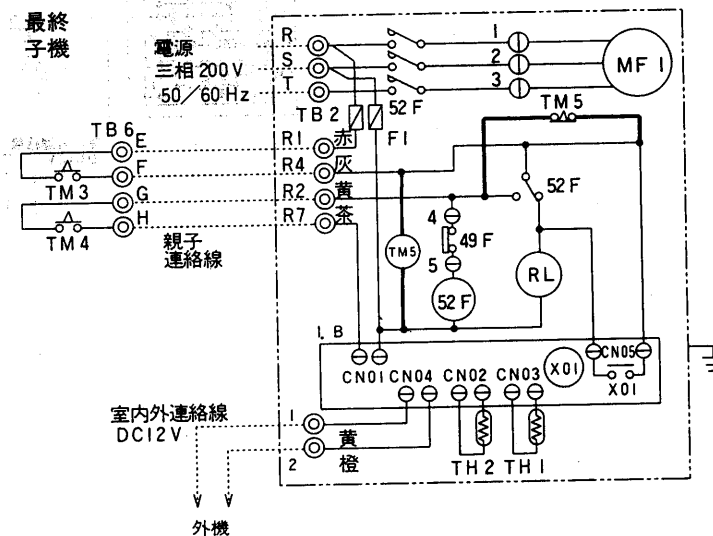 最終
子機
電源
三相200V
50/60Hz
R
S
T
TB2
52F
F1
1
2
3
MF1
TM5
TB6
E
F
G
H
TM3
TM4
親子
連絡線
R1
赤
R4
灰
R2
黄
R7
茶
4
49F
5
52F
TM5
52F
RL
I.B
CN01
CN04
CN02
CN03
X01
CN05
X01
室内外連絡線
DC12V
1
2
黄
橙
TH2
TH1
外機